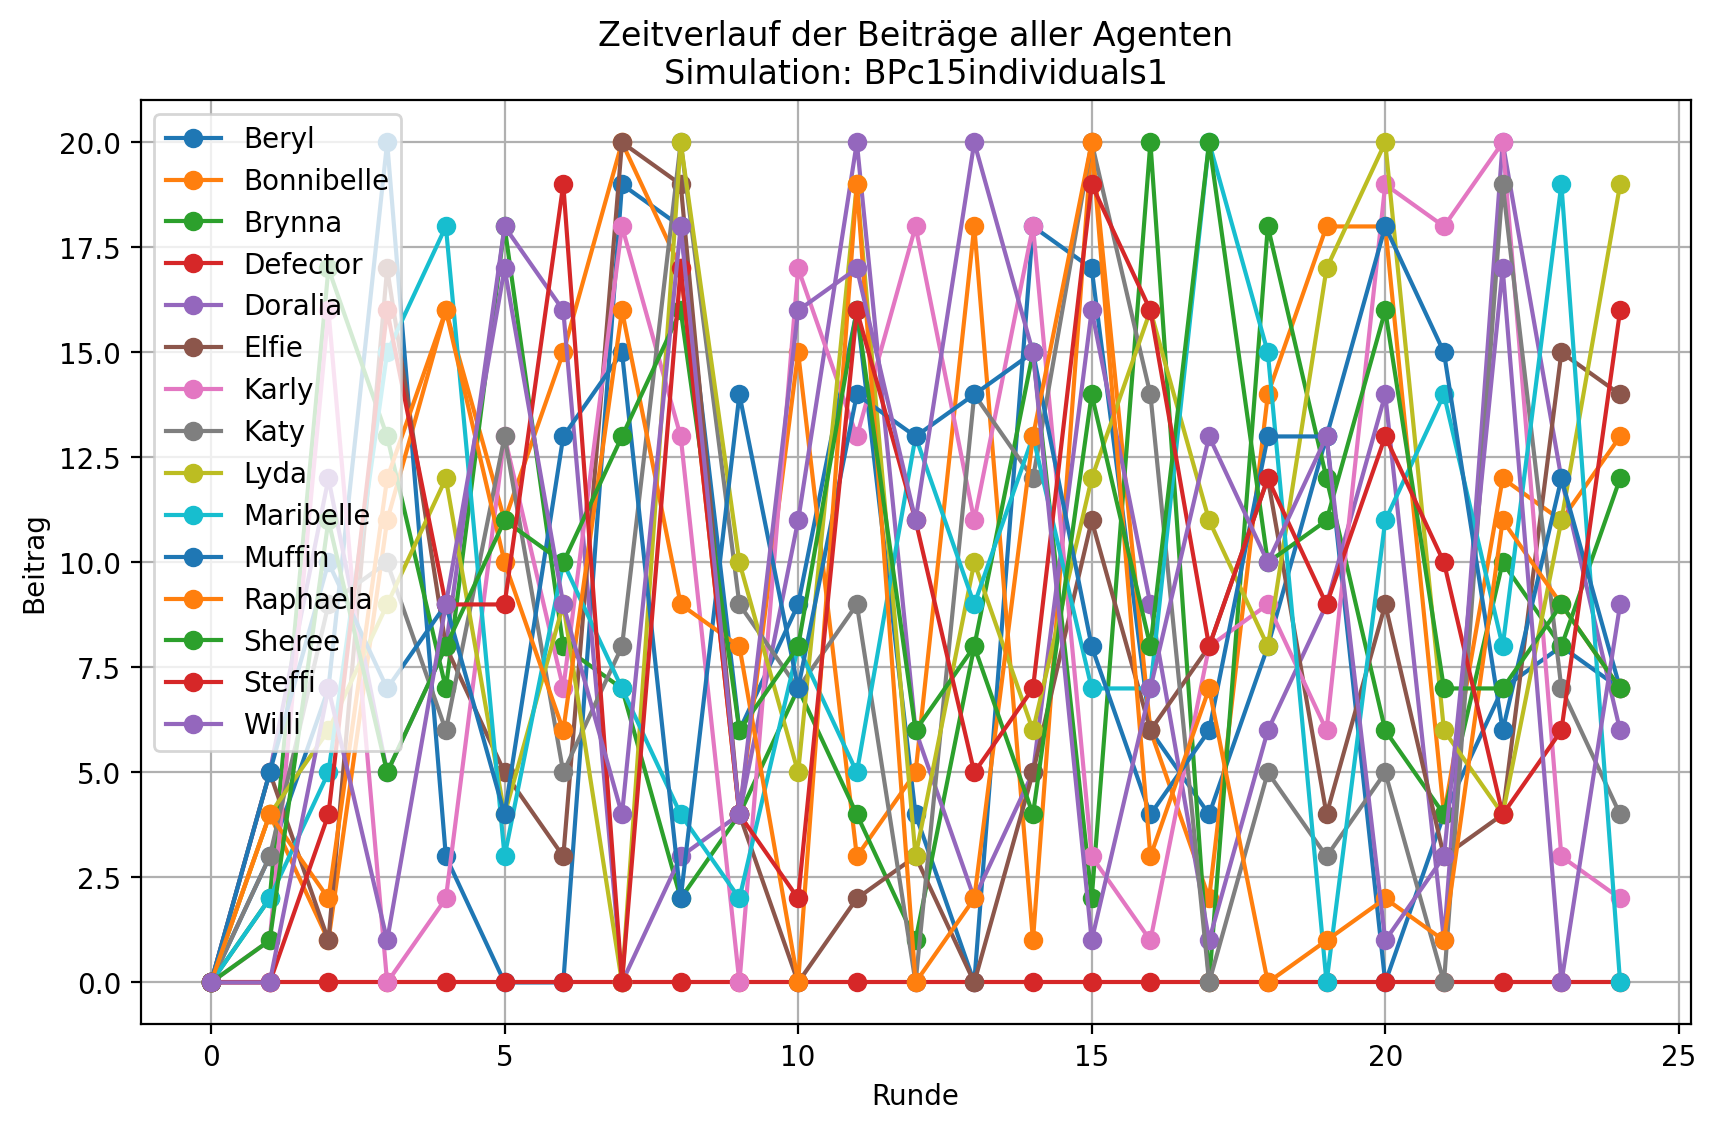 Zeitverlauf der Beiträge aller Agenten
Simulation: BPc15individuals1
Beryl
Bonnibelle
Brynna
Defector
Doralia
Elfie
Karly
Katy
Lyda
Maribelle
Muffin
Raphaela
Sheree
Steffi
Willi
20.0
17.5
15.0
12.5
10.0
7.5
5.0
2.5
0.0
Beitrag
0 5 10 15 20 25
Runde